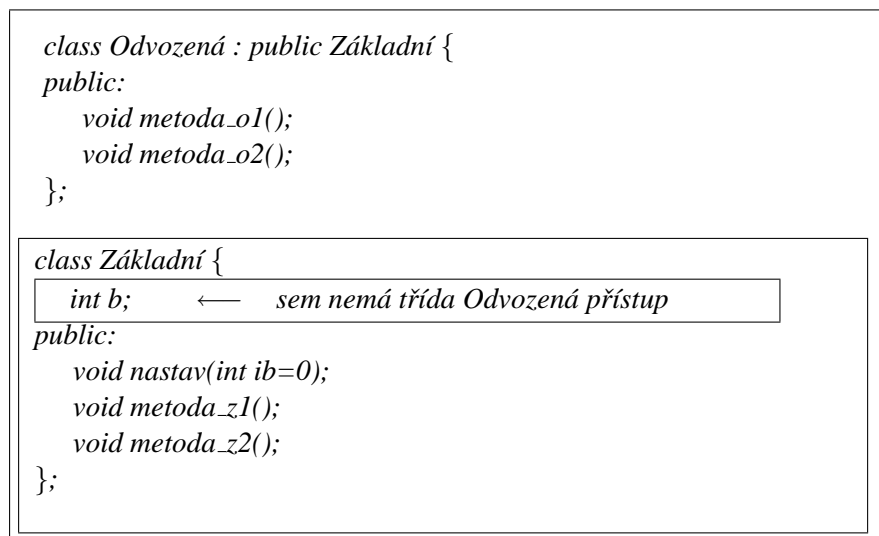 class Odvozená : public Základní {
public:
void metoda_o1();
void metoda_o2();
};
class Základní {
int b; ⟵ sem nemá třída Odvozená přístup
public:
void nastav(int ib=0);
void metoda_z1();
void metoda_z2();
};